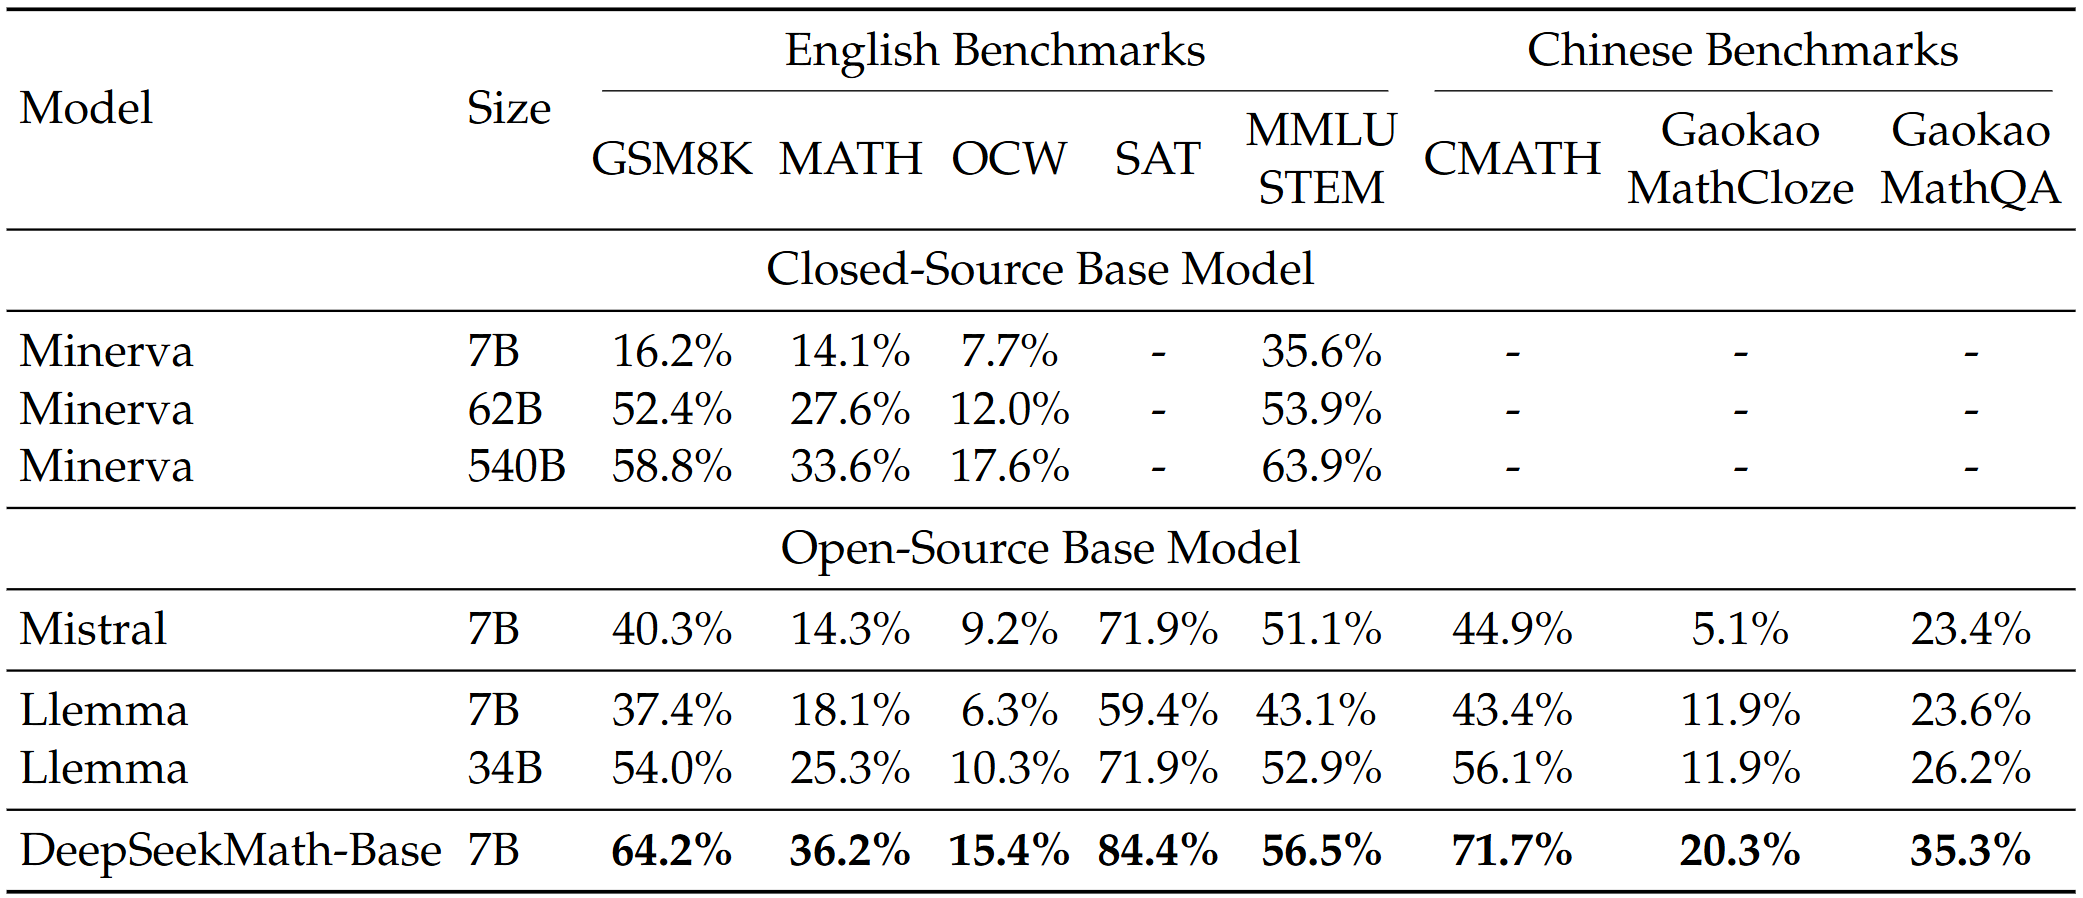 English Benchmarks Chinese Benchmarks
Model Size
GSM8K MATH OCW SAT MMLU STEM CMATH Gaokao MathCloze Gaokao MathQA
Closed-Source Base Model
Minerva 7B 16.2% 14.1% 7.7% - 35.6% - - -
Minerva 62B 52.4% 27.6% 12.0% - 53.9% - - -
Minerva 540B 58.8% 33.6% 17.6% - 63.9% - - -
Open-Source Base Model
Mistral 7B 40.3% 14.3% 9.2% 71.9% 51.1% 44.9% 5.1% 23.4%
Llemma 7B 37.4% 18.1% 6.3% 59.4% 43.1% 43.4% 11.9% 23.6%
Llemma 34B 54.0% 25.3% 10.3% 71.9% 52.9% 56.1% 11.9% 26.2%
DeepSeekMath-Base 7B 64.2% 36.2% 15.4% 84.4% 56.5% 71.7% 20.3% 35.3%